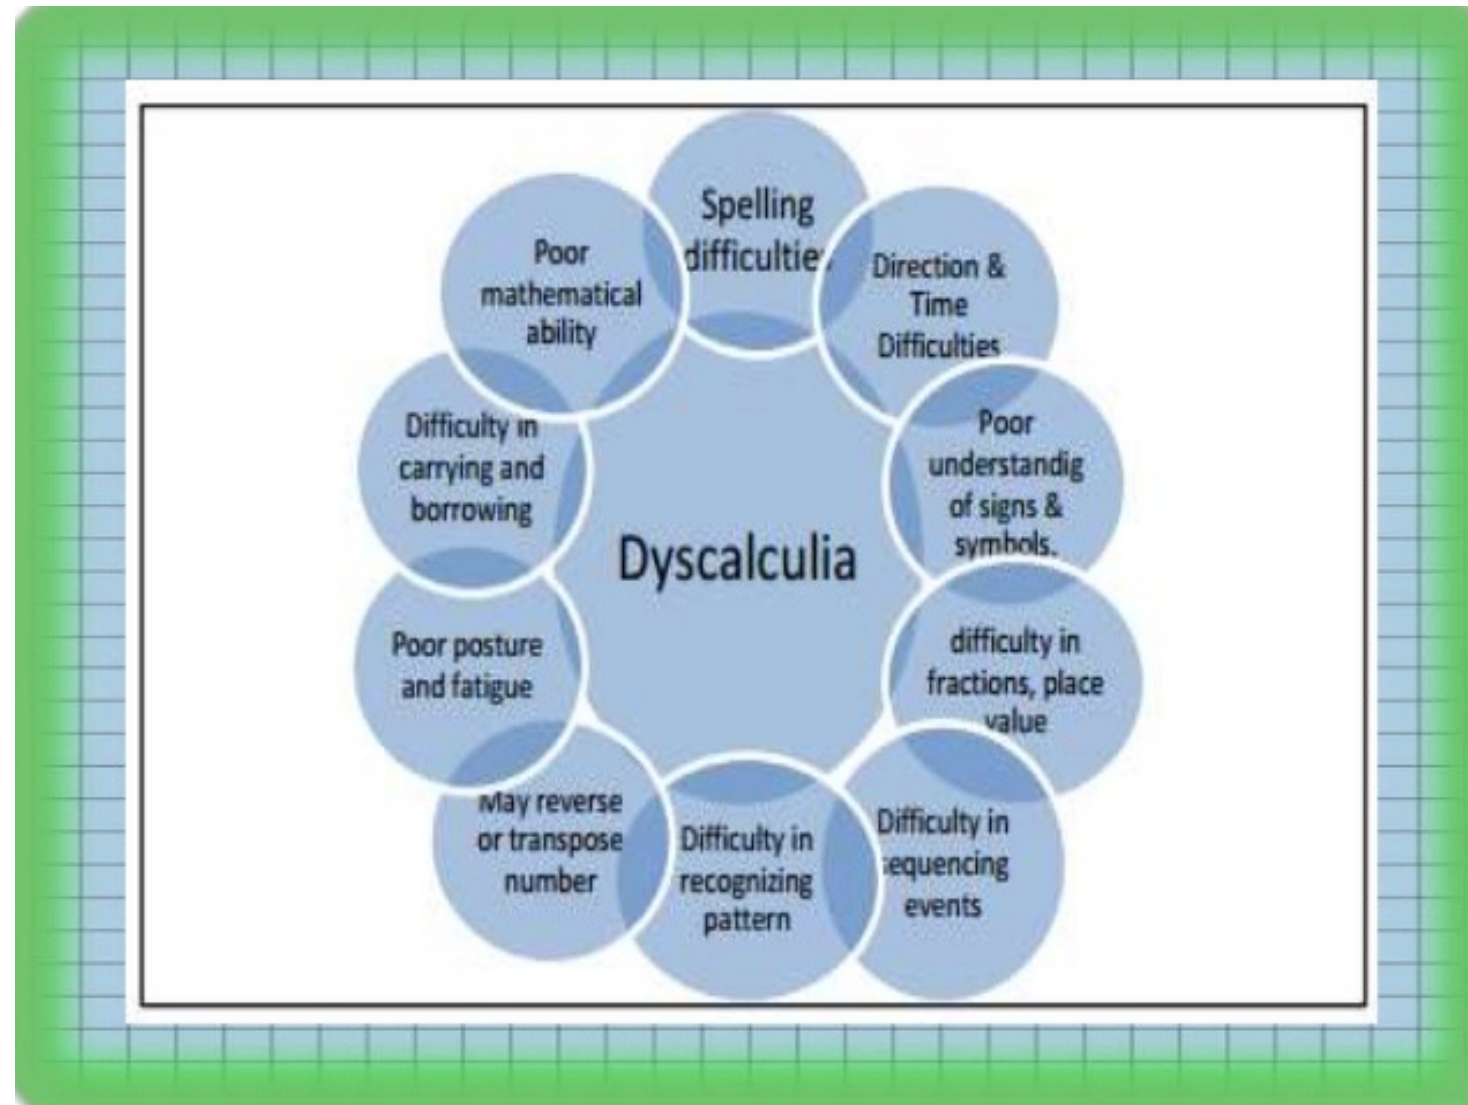 Spelling
difficulties
Direction &
Time
Difficulties
Poor
understandig
of signs &
symbols.
difficulty in
fractions, place
value
Difficulty in
sequencing
events
Difficulty in
recognizing
pattern
May reverse
or transpose
number
Poor posture
and fatigue
Difficulty in
carrying and
borrowing
Poor
mathematical
ability
Dyscalculia